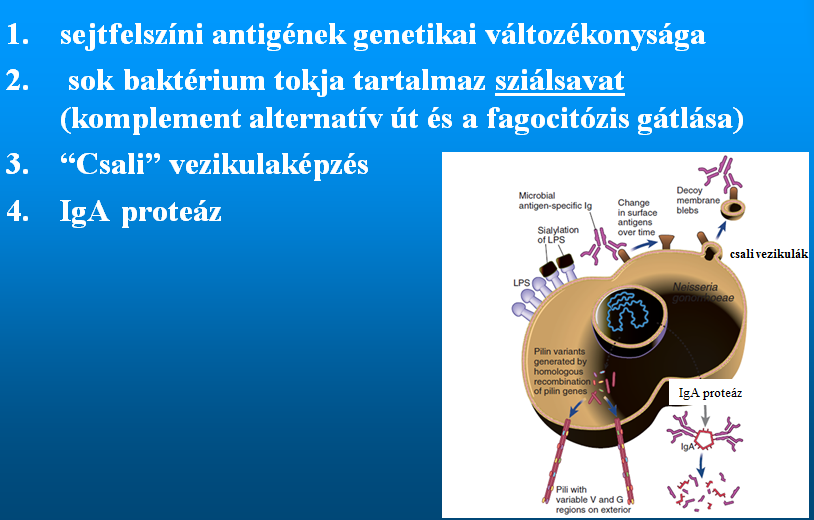 1. sejtfelszíni antigének genetikai változékonysága
2. sok baktérium tokja tartalmaz sziálsavat
(komplement alternatív út és a fagocitózis gátlása)
3. “Csali” vezikulaképzés
4. IgA proteáz
Microbial
antigen-specific Ig
Change
in surface
antigens
over time
Decoy
membrane
blebs
Sialylation
of LPS
csali vezikulák
LPS
Neisseria
gonorrhoeae
Pilin variants
generated by
homologous
recombination
of pilin genes
IgA proteáz
IgA
Pili with
variable V and G
regions on exterior